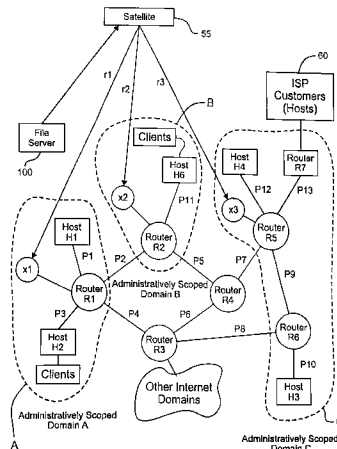 Satellite
55
r1
r2
r3
B
60
ISP
Customers
(Hosts)
File
Server
100
Clients
Host
H6
Host
H4
Router
R7
P12
P13
x2
P11
x3
Router
R5
Host
H1
x1
P1
P2
Router
R2
P5
P7
Router
R1
Administratively Scoped
Domain B
Router
R4
P9
P3
P4
P6
P8
Host
H2
Router
R3
Router
R6
Clients
P10
Other Internet
Domains
Host
H3
Administratively Scoped
Domain A
A
Administratively Scoped